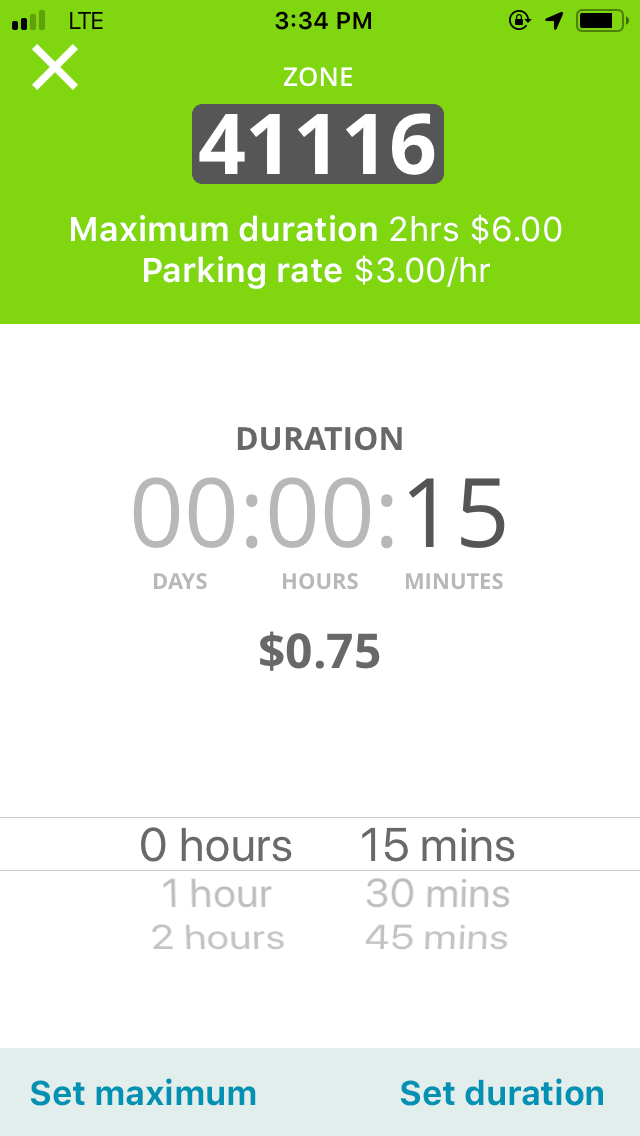 LTE 3:34 PM
ZONE
41116
Maximum duration 2hrs $6.00
Parking rate $3.00/hr
DURATION
00:00:15
DAYS HOURS MINUTES
$0.75
0 hours 15 mins
1 hour 30 mins
2 hours 45 mins
Set maximum Set duration